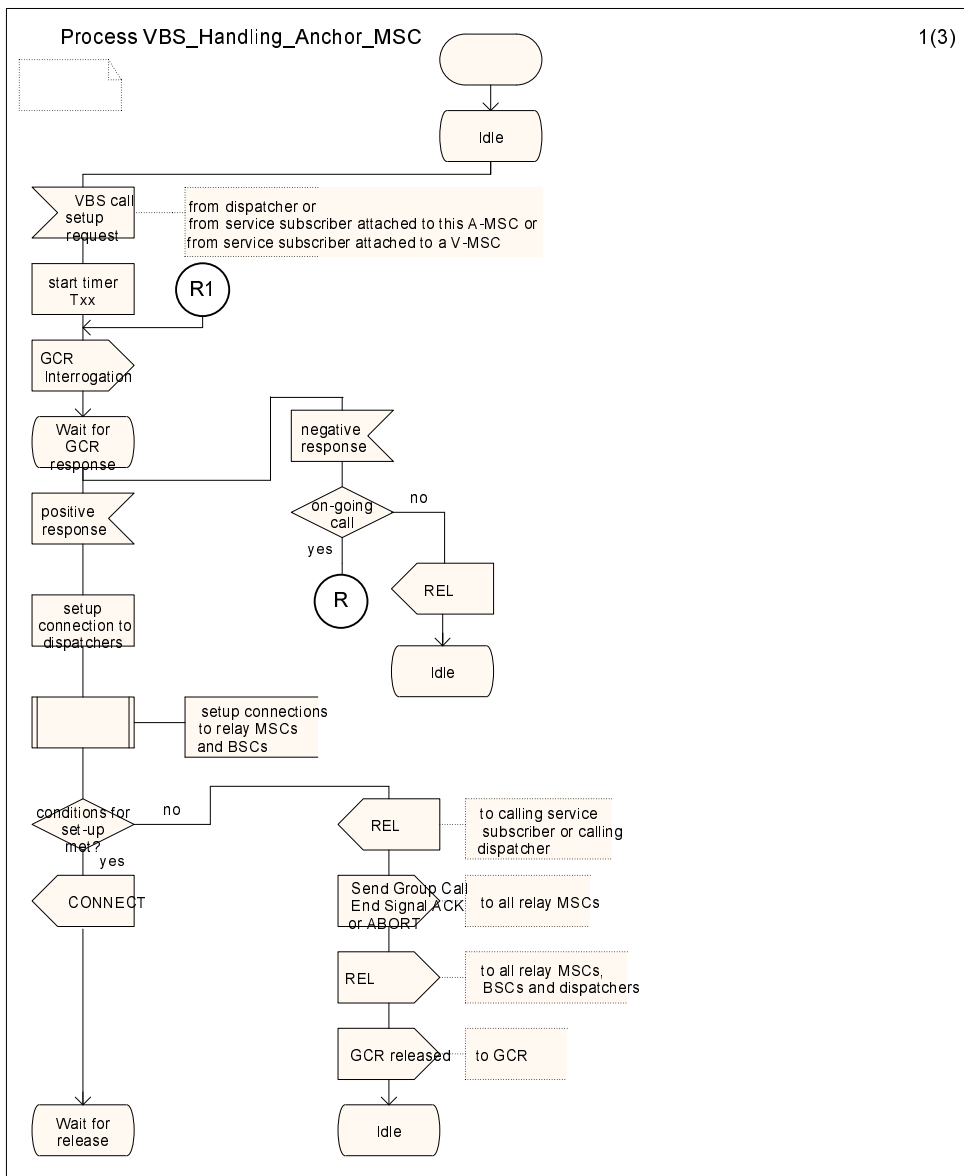 Process VBS_Handling_Anchor_MSC
1(3)
Idle
VBS call
setup
request
from dispatcher or
from service subscriber attached to this A-MSC or
from service subscriber attached to a V-MSC
start timer
Txx
R1
GCR
Interrogation
Wait for
GCR
response
negative
response
positive
response
on-going
call
no
yes
R
REL
Idle
setup
connection to
dispatchers
setup connections
to relay MSCs
and BSCs
conditions for
set-up
met?
no
yes
REL
to calling service
subscriber or calling
dispatcher
CONNECT
Send Group Call
End Signal ACK
or ABORT
to all relay MSCs
REL
to all relay MSCs,
BSCs and dispatchers
GCR released
to GCR
Wait for
release
Idle